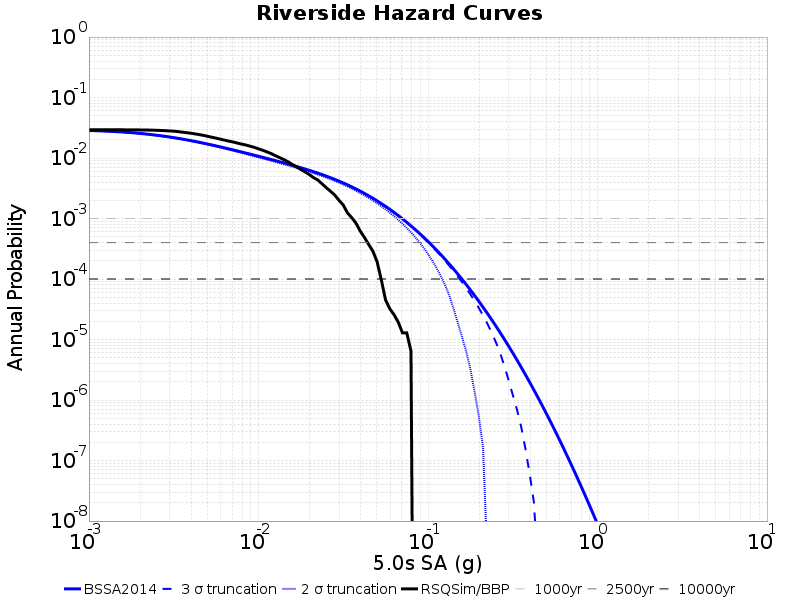 Riverside Hazard Curves
10^0
10^-1
10^-2
10^-3
10^-4
10^-5
10^-6
10^-7
10^-8
Annual Probability
10^-3 10^-2 10^-1 10^0 10^1
5.0s SA (g)
BSSA2014 3 σ truncation 2 σ truncation RSQSim/BBP 1000yr 2500yr 10000yr